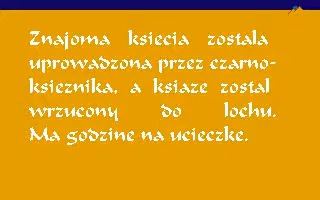 Znajoma ksiecia zostala
uprowadzona przez czarno-
ksieznika, a ksiaze zostal
wrzucony do lochu.
Ma godzine na ucieczke.